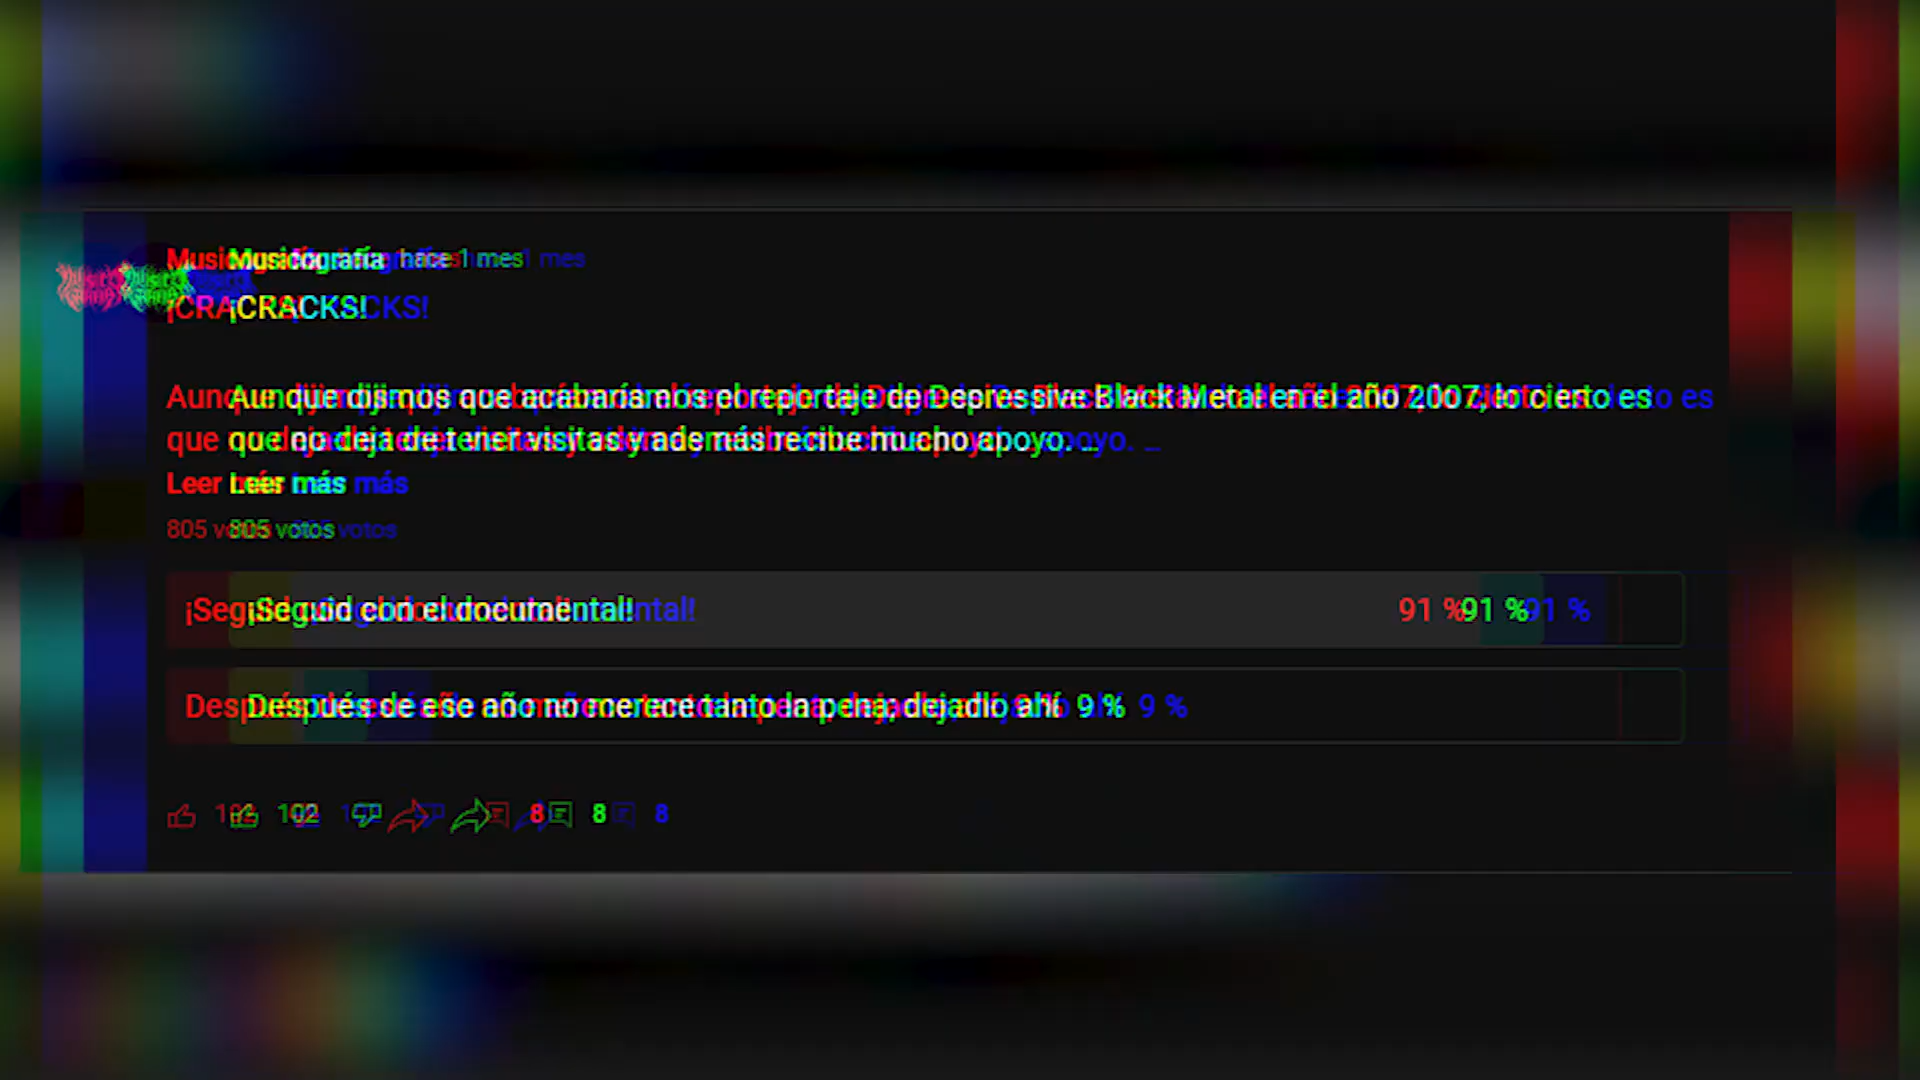 Musicografía hace 1 mes
¡CRACKS!
Aunque dijimos que acabaríamos el reportaje de Depressive Black Metal en el año 2007, lo cierto es
que no deja de tener visitas y además recibe mucho apoyo. ...
Leer más
805 votos
¡Seguid con el documental! 91 %
Después de ese año no merece tanto la pena, dejadlo ahí 9 %
102 8